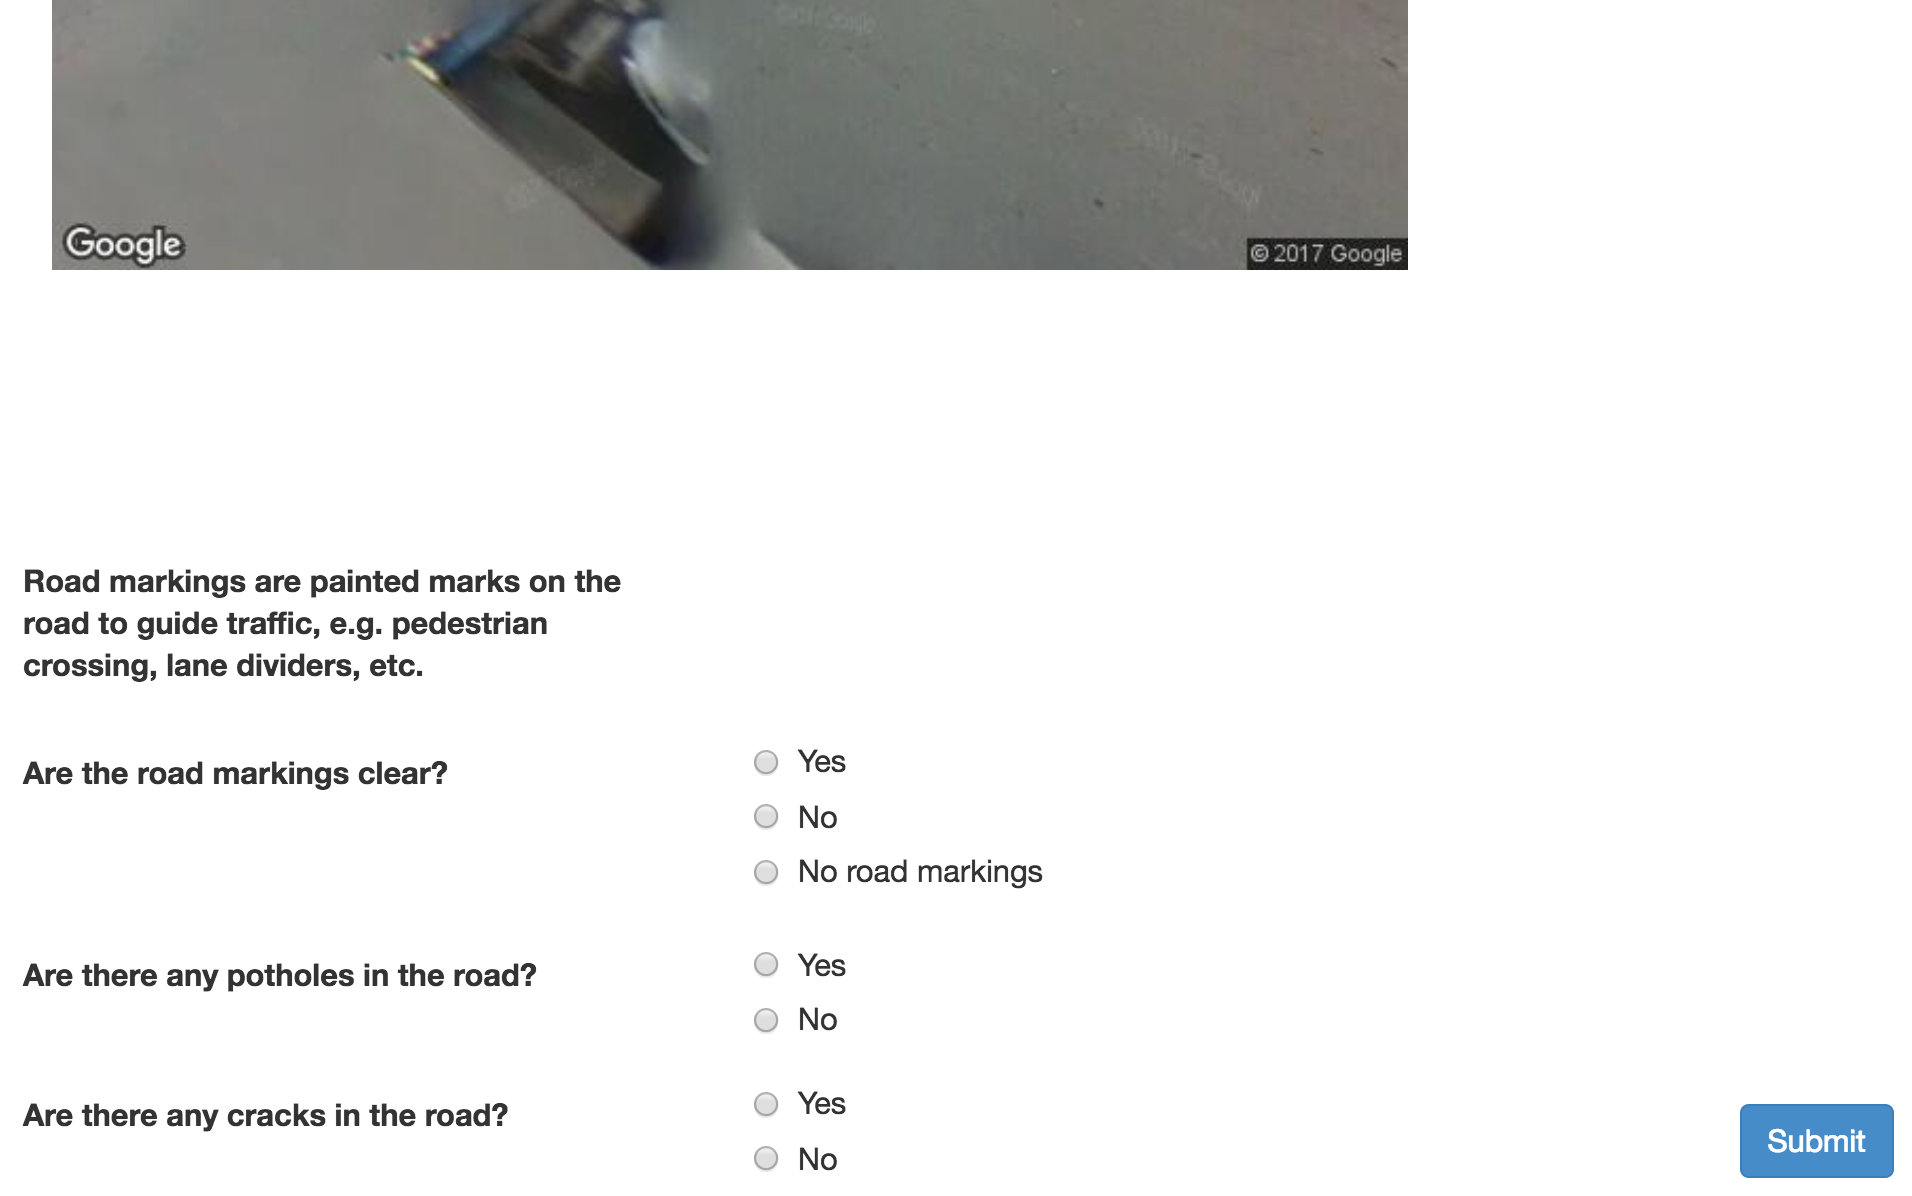 Google
© 2017 Google
Road markings are painted marks on the
road to guide traffic, e.g. pedestrian
crossing, lane dividers, etc.
Are the road markings clear?
Yes
No
No road markings
Are there any potholes in the road?
Yes
No
Are there any cracks in the road?
Yes
No
Submit